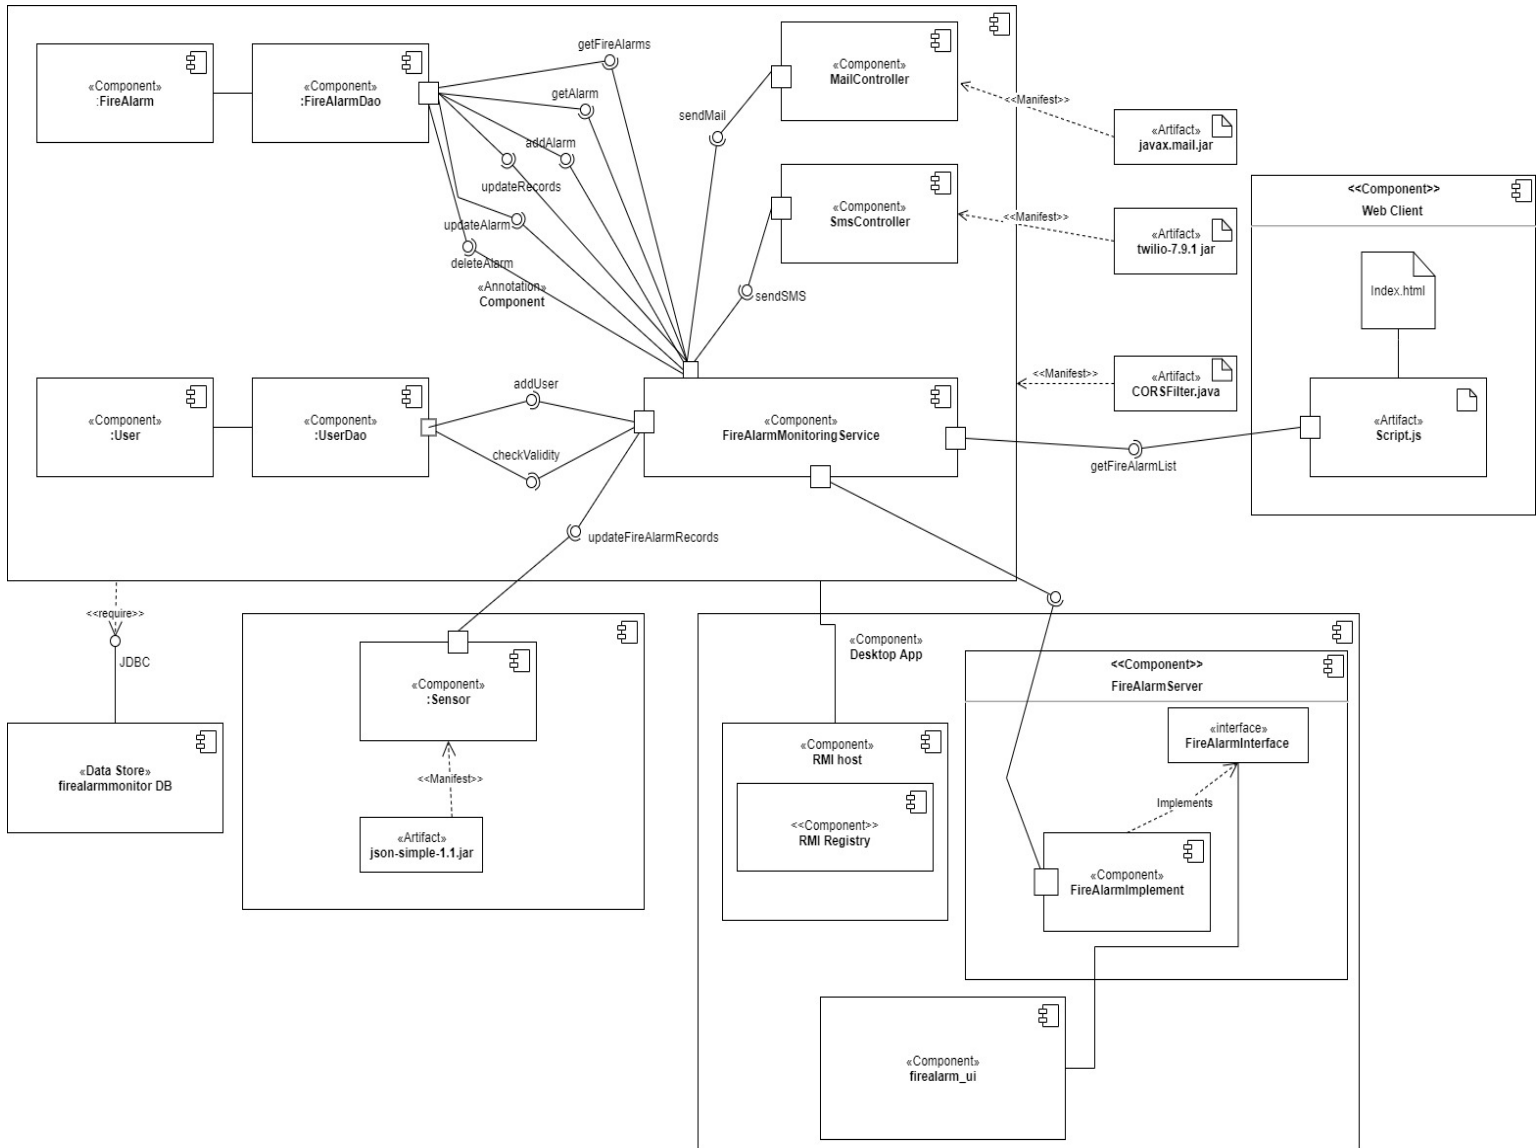 «Component»
:FireAlarm
«Component»
:FireAlarmDao
getFireAlarms
getAlarm
addAlarm
updateRecords
updateAlarm
deleteAlarm
«Annotation»
Component
sendMail
«Component»
MailController
«Component»
SmsController
sendSMS
<<Manifest>>
«Artifact»
javax.mail.jar
<<Manifest>>
«Artifact»
twilio-7.9.1 jar
<<Manifest>>
«Artifact»
CORSFilter.java
<<Component>>
Web Client
Index.html
«Artifact»
Script.js
getFireAlarmList
«Component»
:User
«Component»
:UserDao
addUser
checkValidity
«Component»
FireAlarmMonitoringService
updateFireAlarmRecords
<<require>>
JDBC
«Data Store»
firealarmmonitor DB
«Component»
:Sensor
<<Manifest>>
«Artifact»
json-simple-1.1.jar
«Component»
Desktop App
«Component»
RMI host
<<Component>>
RMI Registry
<<Component>>
FireAlarmServer
«interface»
FireAlarmInterface
Implements
«Component»
FireAlarmImplement
«Component»
firealarm_ui